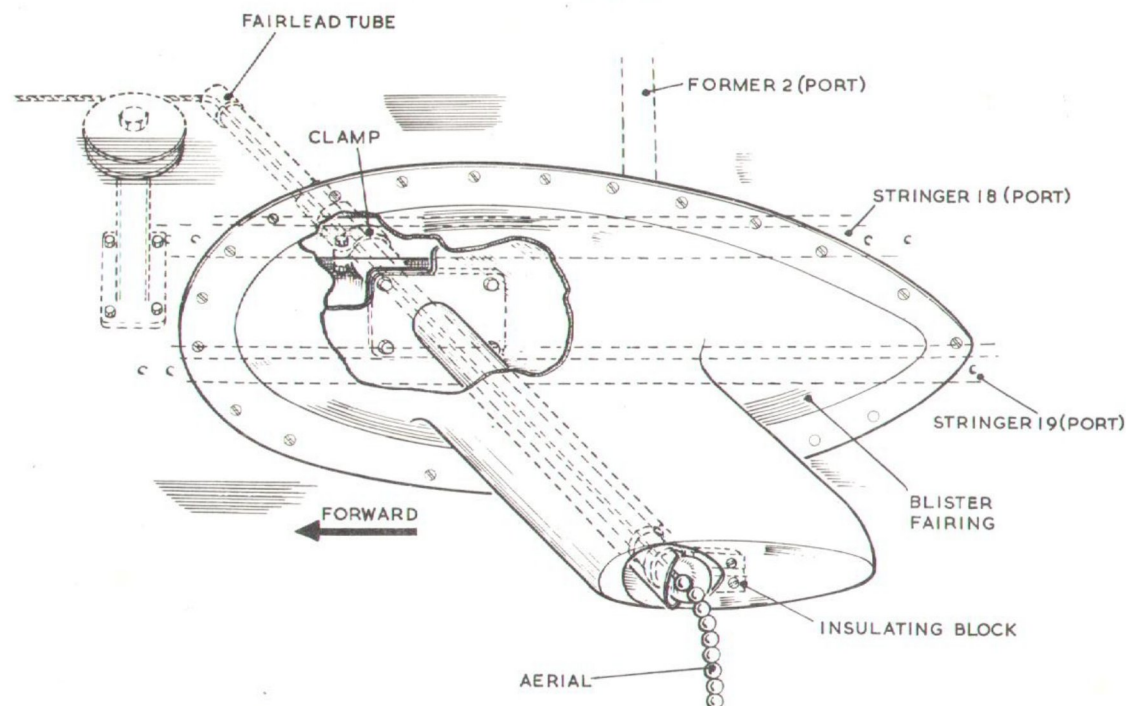 FAIRLEAD TUBE
FORMER 2 (PORT)
CLAMP
STRINGER 18 (PORT)
STRINGER 19 (PORT)
BLISTER
FAIRING
FORWARD
INSULATING BLOCK
AERIAL